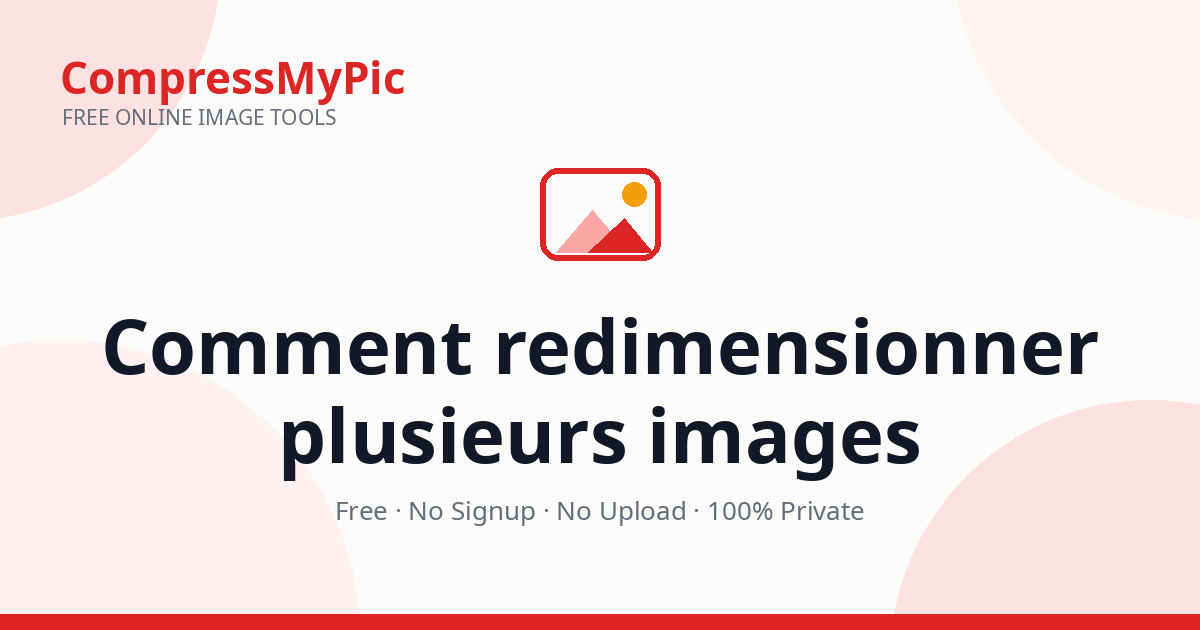 CompressMyPic
FREE ONLINE IMAGE TOOLS
Comment redimensionner
plusieurs images
Free · No Signup · No Upload · 100% Private